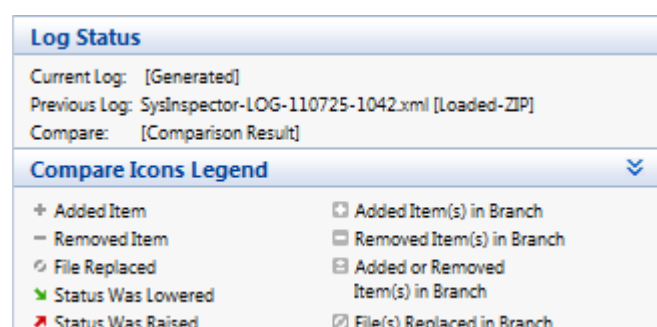 Log Status
Current Log: [Generated]
Previous Log: SysInspector-LOG-110725-1042.xml [Loaded-ZIP]
Compare: [Comparison Result]
Compare Icons Legend
Added Item
Removed Item
File Replaced
Status Was Lowered
Status Was Raised
Added Item(s) in Branch
Removed Item(s) in Branch
Added or Removed
Item(s) in Branch
File(s) Replaced in Branch